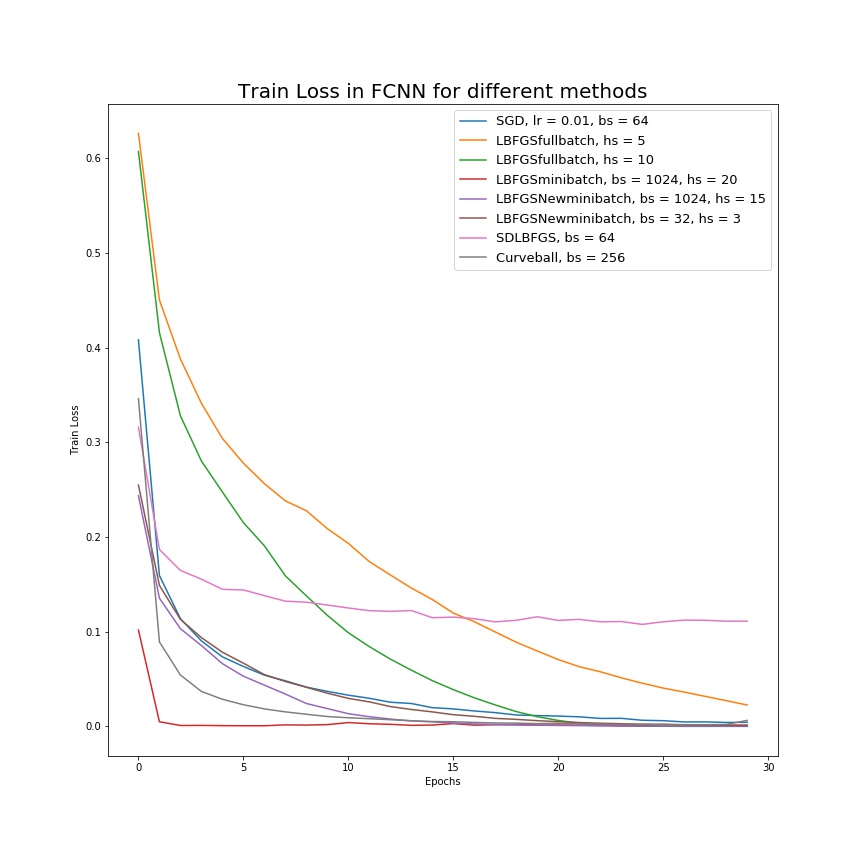 Train Loss in FCNN for different methods
SGD, lr = 0.01, bs = 64
LBFGSfullbatch, hs = 5
LBFGSfullbatch, hs = 10
LBFGSminibatch, bs = 1024, hs = 20
LBFGSNewminibatch, bs = 1024, hs = 15
LBFGSNewminibatch, bs = 32, hs = 3
SDLBFGS, bs = 64
Curveball, bs = 256
Train Loss
0.6
0.5
0.4
0.3
0.2
0.1
0.0
0 5 10 15 20 25 30
Epochs